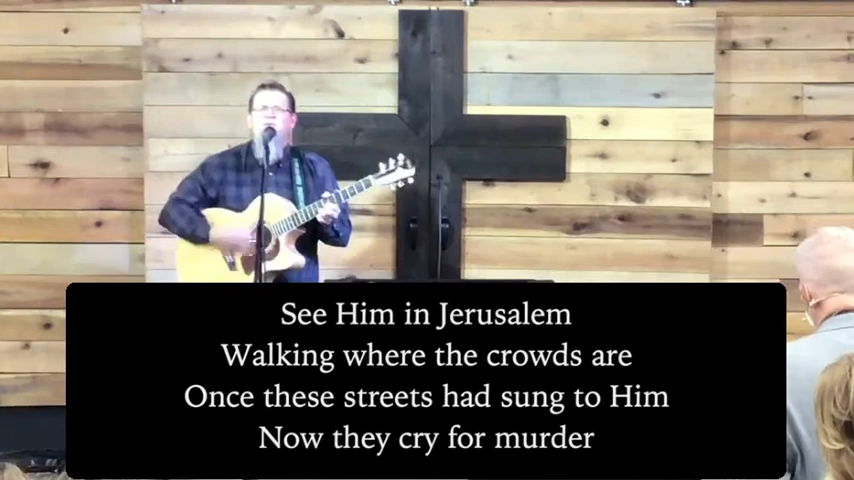 See Him in Jerusalem
Walking where the crowds are
Once these streets had sung to Him
Now they cry for murder